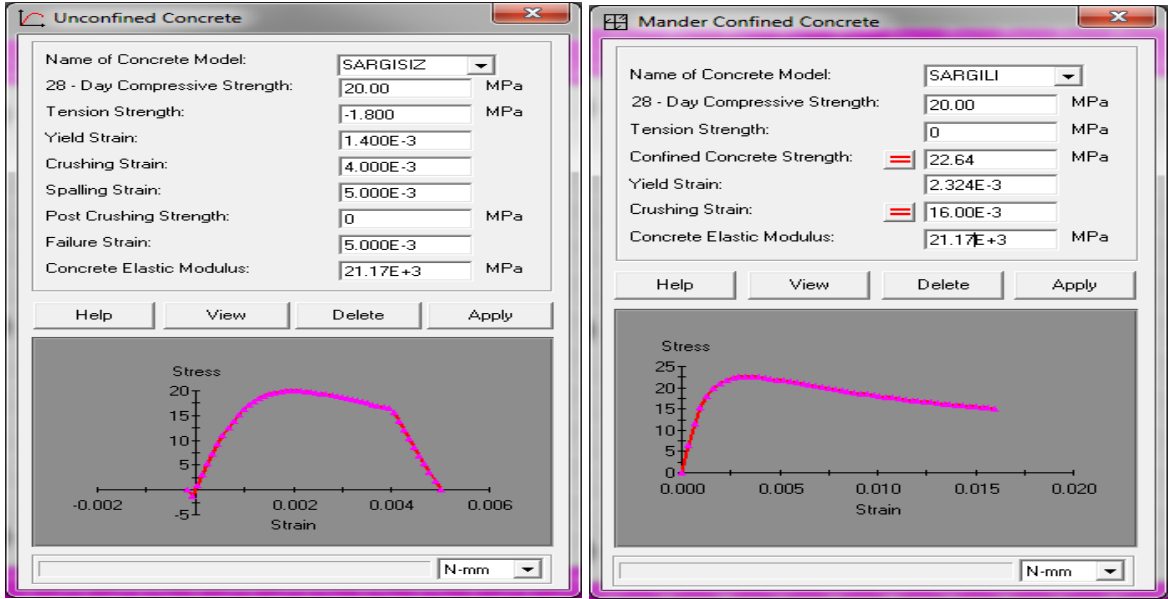 Unconfined Concrete
Name of Concrete Model: SARGISIZ
28 - Day Compressive Strength: 20.00 MPa
Tension Strength: -1.800 MPa
Yield Strain: 1.400E-3
Crushing Strain: 4.000E-3
Spalling Strain: 5.000E-3
Post Crushing Strength: 0 MPa
Failure Strain: 5.000E-3
Concrete Elastic Modulus: 21.17E+3 MPa
Help View Delete Apply
Stress
20
15
10
5
-5
-0.002 0.002 0.004 0.006
Strain
N-mm
Mander Confined Concrete
Name of Concrete Model: SARGILI
28 - Day Compressive Strength: 20.00 MPa
Tension Strength: 0 MPa
Confined Concrete Strength: 22.64 MPa
Yield Strain: 2.324E-3
Crushing Strain: 16.00E-3
Concrete Elastic Modulus: 21.17E+3 MPa
Help View Delete Apply
Stress
25
20
15
10
5
0
0.000 0.005 0.010 0.015 0.020
Strain
N-mm